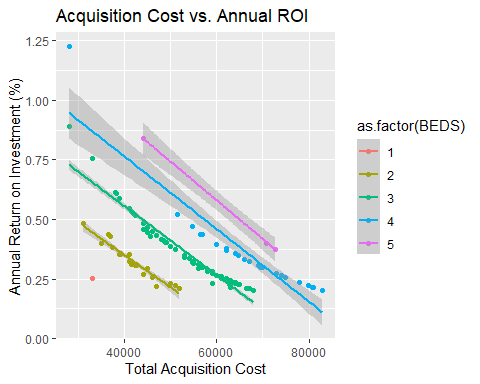 Acquisition Cost vs. Annual ROI
Annual Return on Investment (%)
1.25
1.00
0.75
0.50
0.25
0.00
40000 60000 80000
Total Acquisition Cost
as.factor(BEDS)
1
2
3
4
5